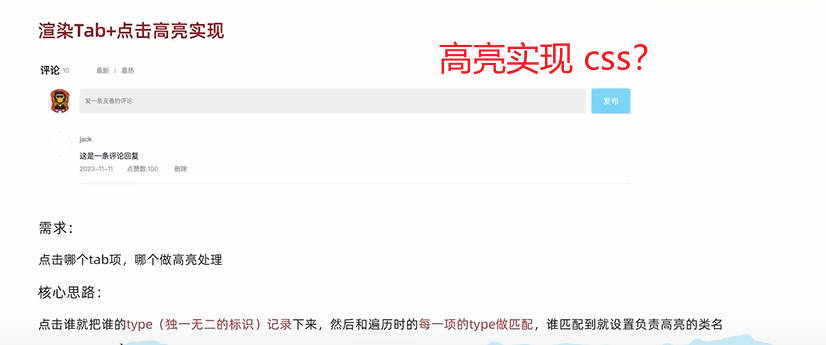 渲染Tab+点击高亮实现
高亮实现 css?
评论 10 最新 | 最热
发一条友善的评论 发布
jack
这是一条评论回复
2023-11-11 点赞数:100 删除
需求：
点击哪个tab项，哪个做高亮处理
核心思路：
点击谁就把谁的type（独一无二的标识）记录下来，然后和遍历时的每一项的type做匹配，谁匹配到就设置负责高亮的类名